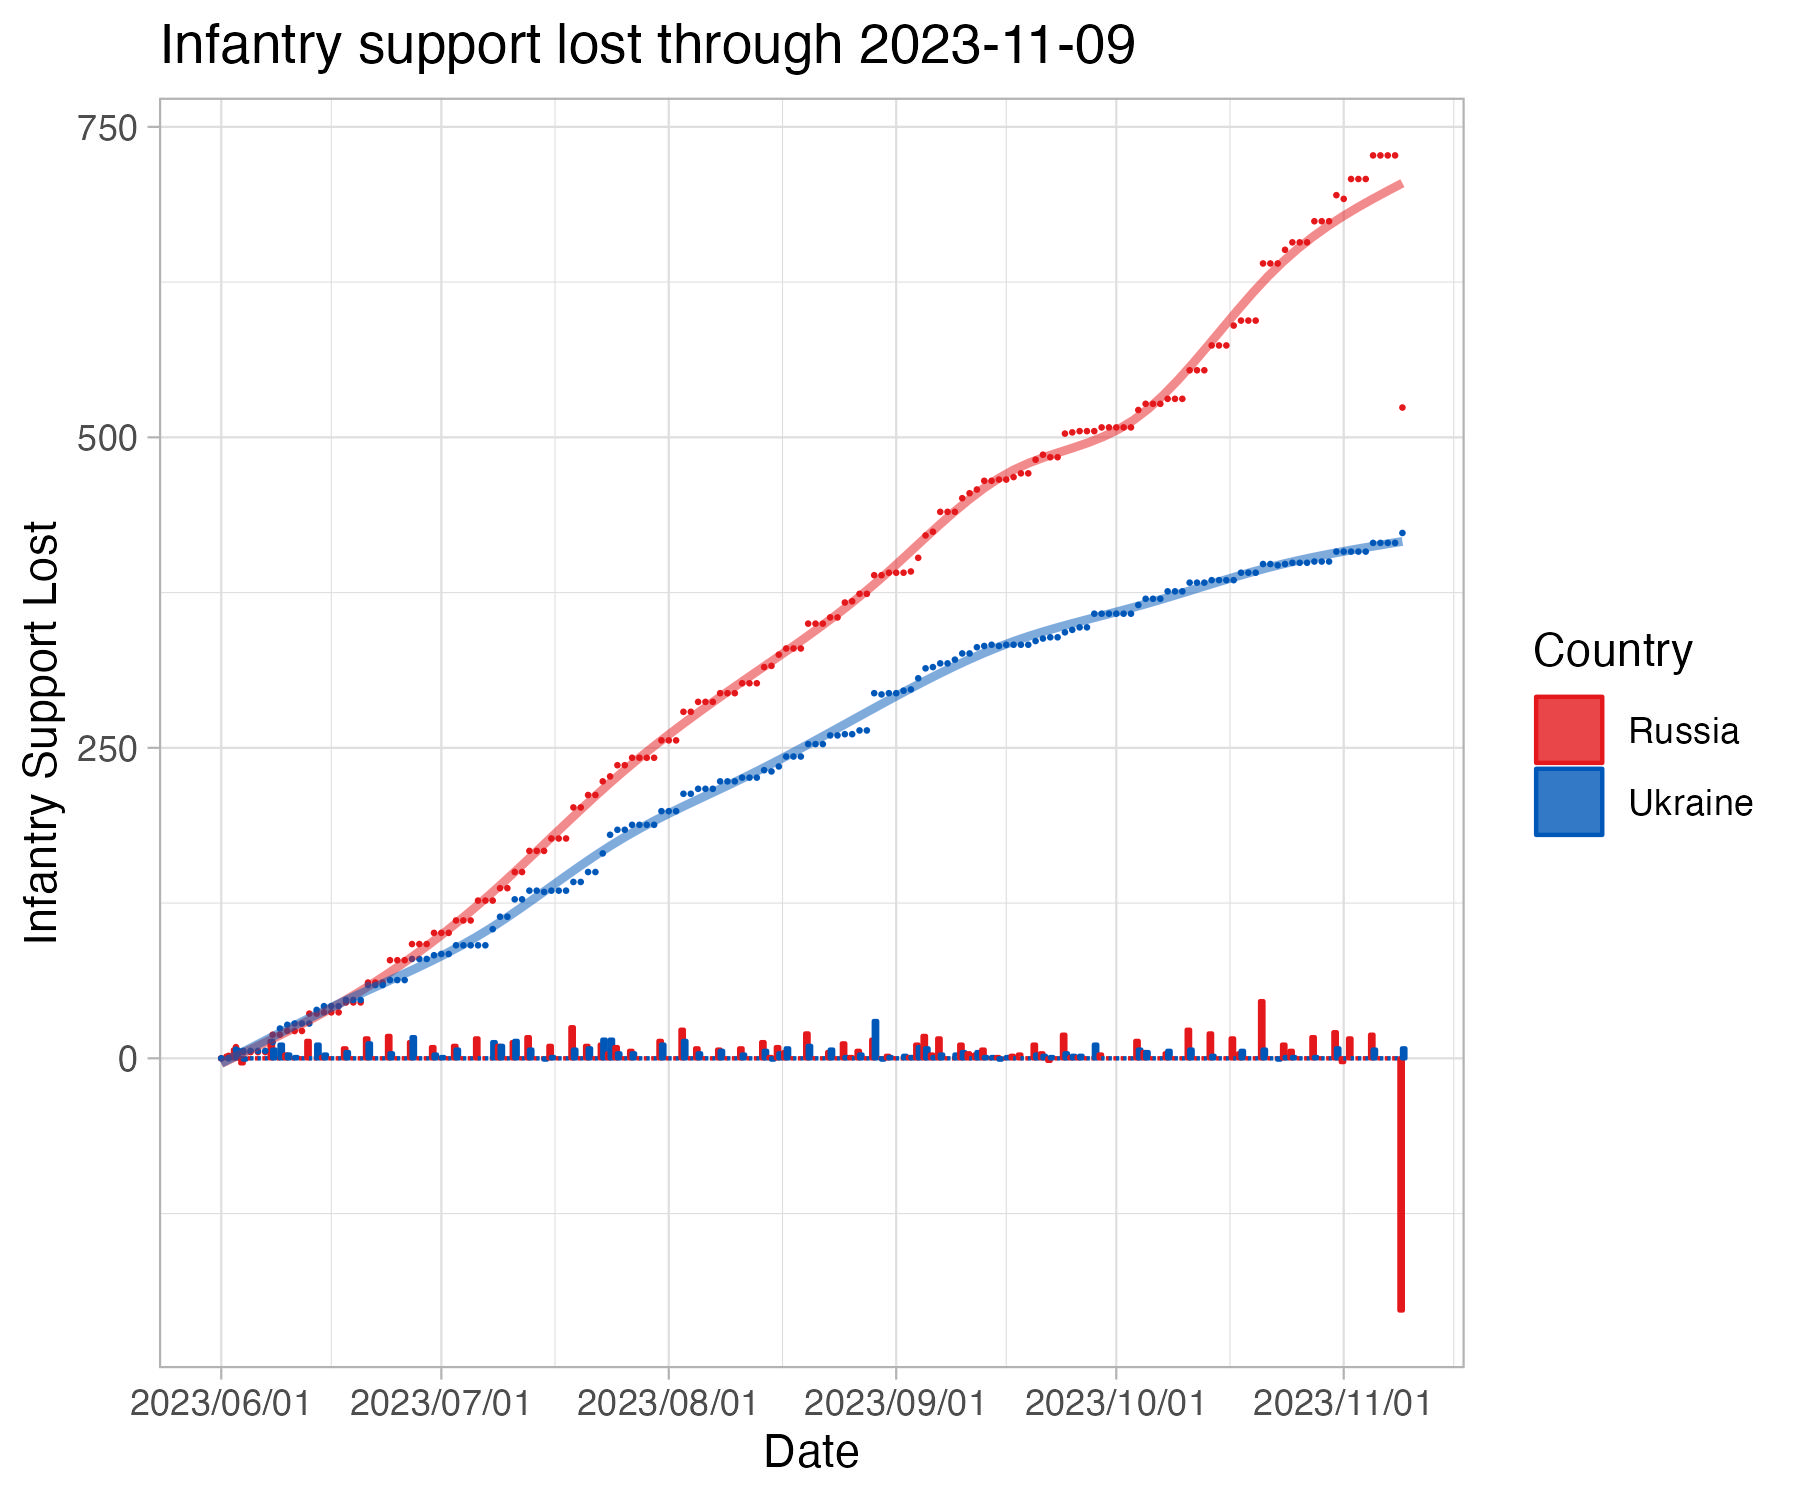 Infantry support lost through 2023-11-09
Infantry Support Lost
750
500
250
0
2023/06/01 2023/07/01 2023/08/01 2023/09/01 2023/10/01 2023/11/01
Date
Country
Russia
Ukraine